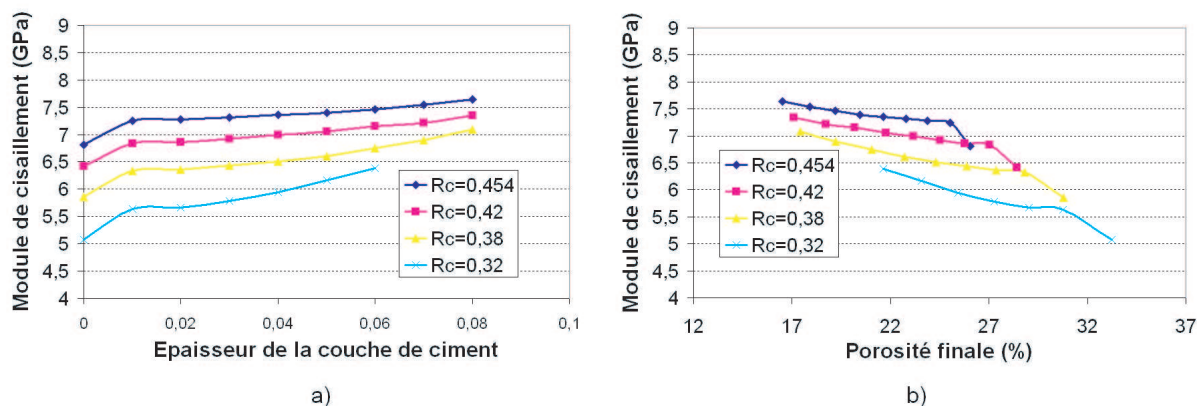 Module de cisaillement (GPa)
9
8,5
8
7,5
7
6,5
6
5,5
5
4,5
4
0
0,02
0,04
0,06
0,08
0,1
Rc=0,454
Rc=0,42
Rc=0,38
Rc=0,32
Epaisseur de la couche de ciment
a)
Module de cisaillement (GPa)
9
8,5
8
7,5
7
6,5
6
5,5
5
4,5
4
12
17
22
27
32
37
Rc=0,454
Rc=0,42
Rc=0,38
Rc=0,32
Porosité finale (%)
b)